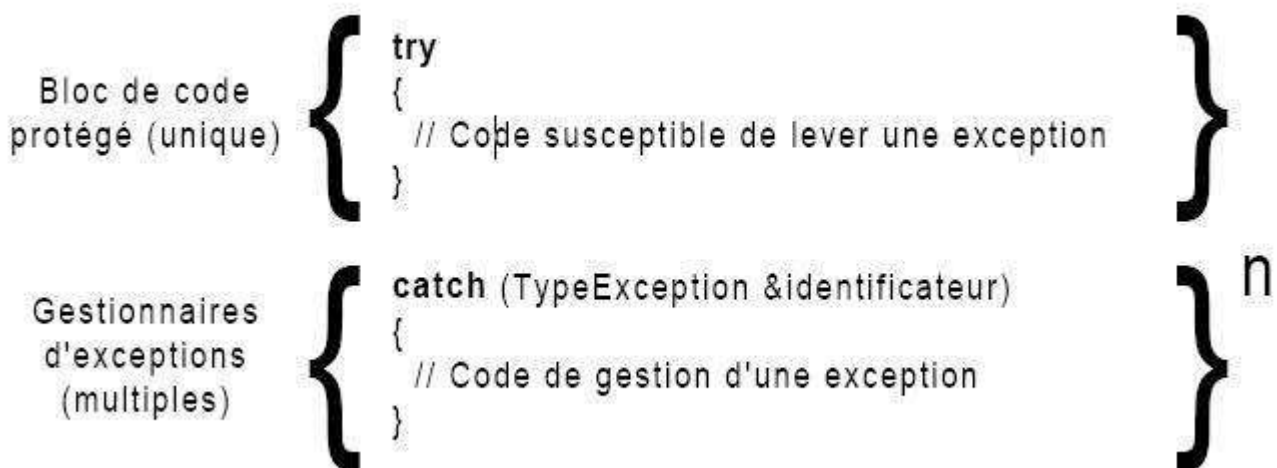 Bloc de code
protégé (unique)
try
{
// Code susceptible de lever une exception
}
Gestionnaires
d'exceptions
(multiples)
catch (TypeException &identificateur)
{
// Code de gestion d'une exception
}
n